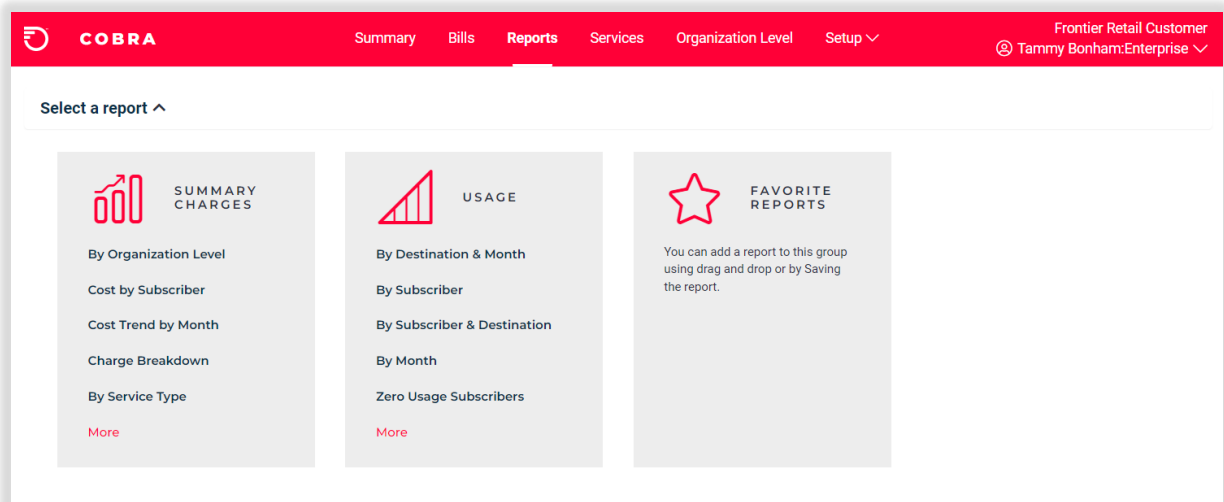 COBRA
Summary Bills Reports Services Organization Level Setup
Frontier Retail Customer
Tammy Bonham:Enterprise
Select a report
SUMMARY
CHARGES
By Organization Level
Cost by Subscriber
Cost Trend by Month
Charge Breakdown
By Service Type
More
USAGE
By Destination & Month
By Subscriber
By Subscriber & Destination
By Month
Zero Usage Subscribers
More
FAVORITE
REPORTS
You can add a report to this group
using drag and drop or by Saving
the report.